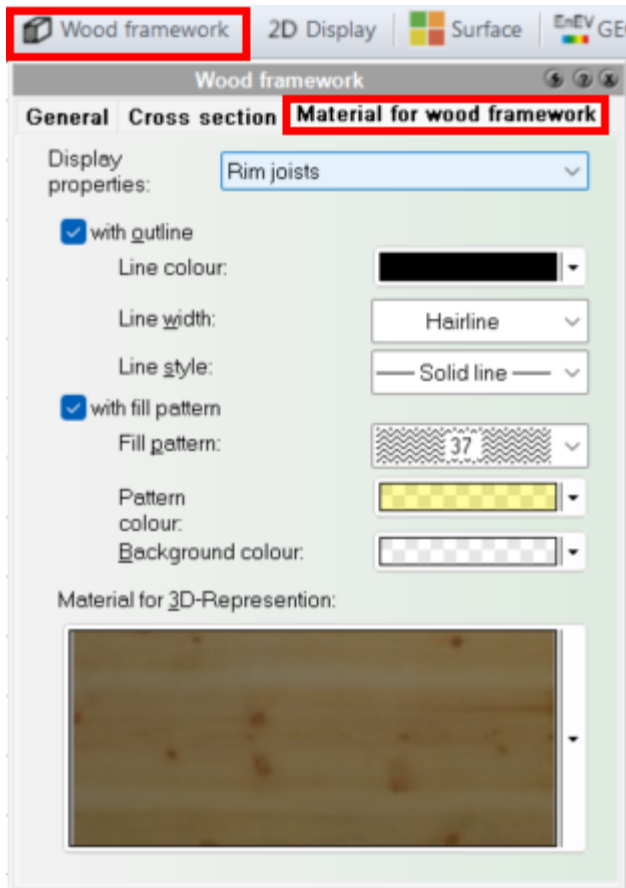 Wood framework 2D Display Surface EnEV GE
Wood framework
General Cross section Material for wood framework
Display
properties:
Rim joists
with outline
Line colour:
Line width: Hairline
Line style: Solid line
with fill pattern
Fill pattern: 37
Pattern
colour:
Background colour:
Material for 3D-Represention: